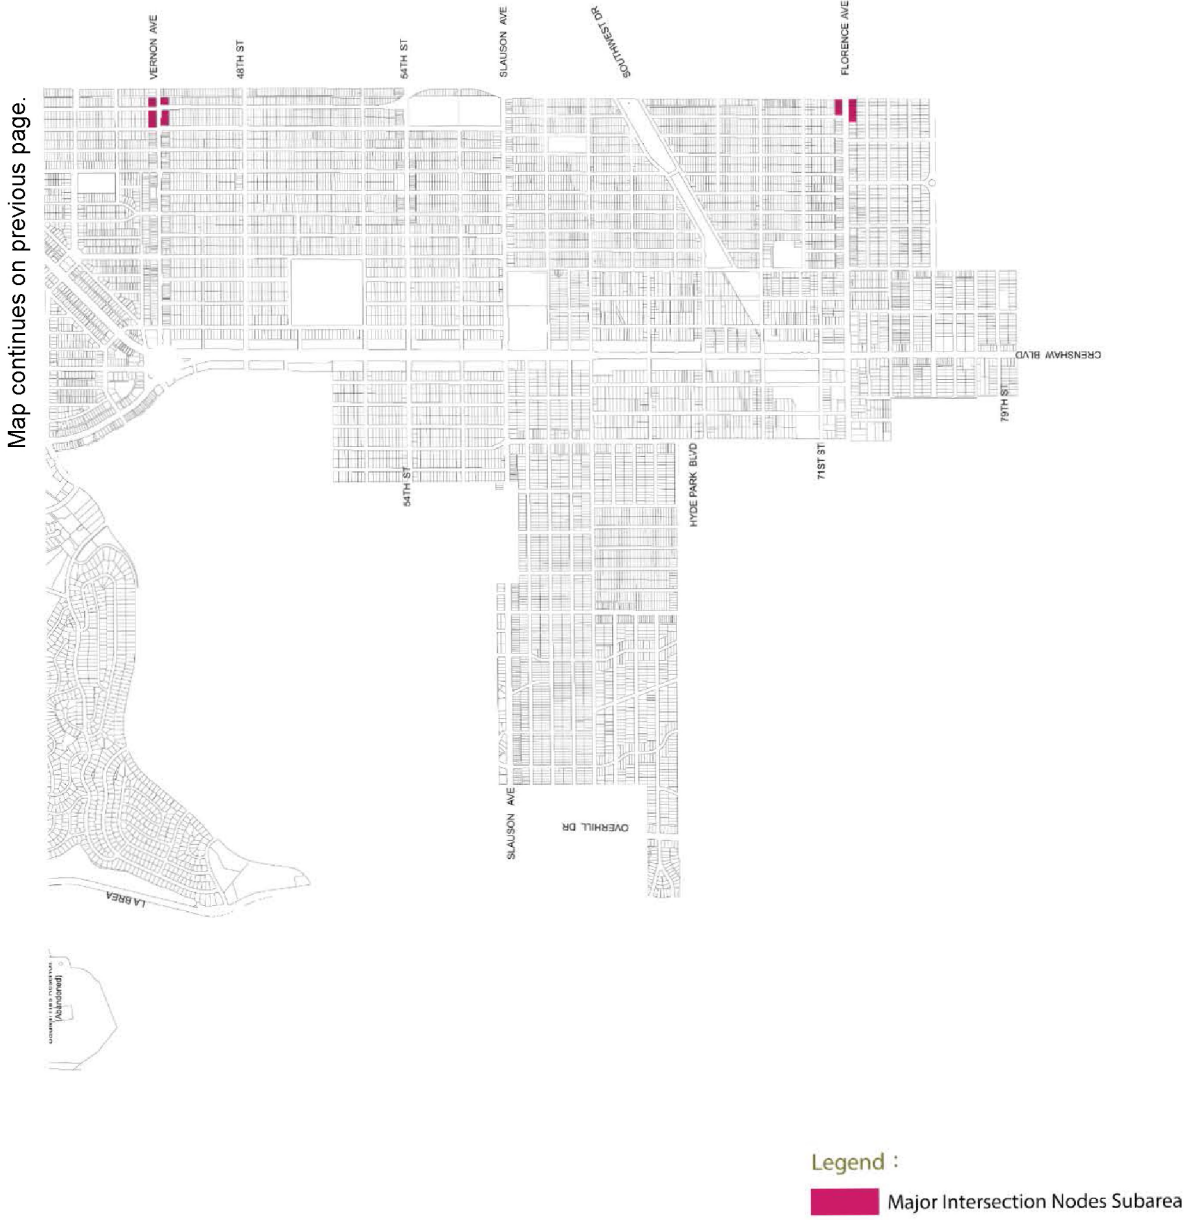 Map continues on previous page.
VERNON AVE
48TH ST
54TH ST
SLAUSON AVE
SOUTHWEST DR
FLORENCE AVE
CRENSHAW BLVD
79TH ST
71ST ST
HYDE PARK BLVD
54TH ST
SLAUSON AVE
OVERHILL DR
LA BREA
(Abandoned)
Legend :
Major Intersection Nodes Subarea